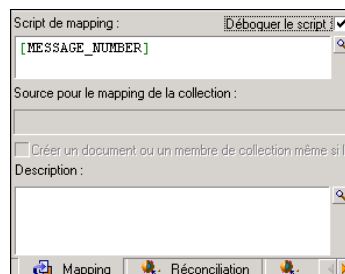 Script de mapping : Déboguer le script :
[MESSAGE_NUMBER]
Source pour le mapping de la collection :
Créer un document ou un membre de collection même si l
Description :
Mapping Réconciliation